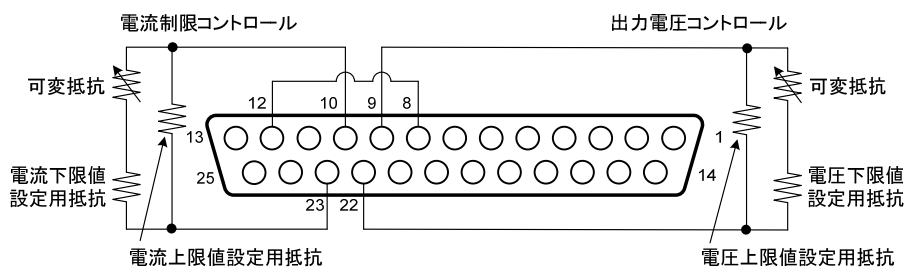 電流制限コントロール
出力電圧コントロール
可変抵抗
12
10
9
8
可変抵抗
13
1
25
14
電流下限値
設定用抵抗
23
22
電圧下限値
設定用抵抗
電流上限値設定用抵抗
電圧上限値設定用抵抗